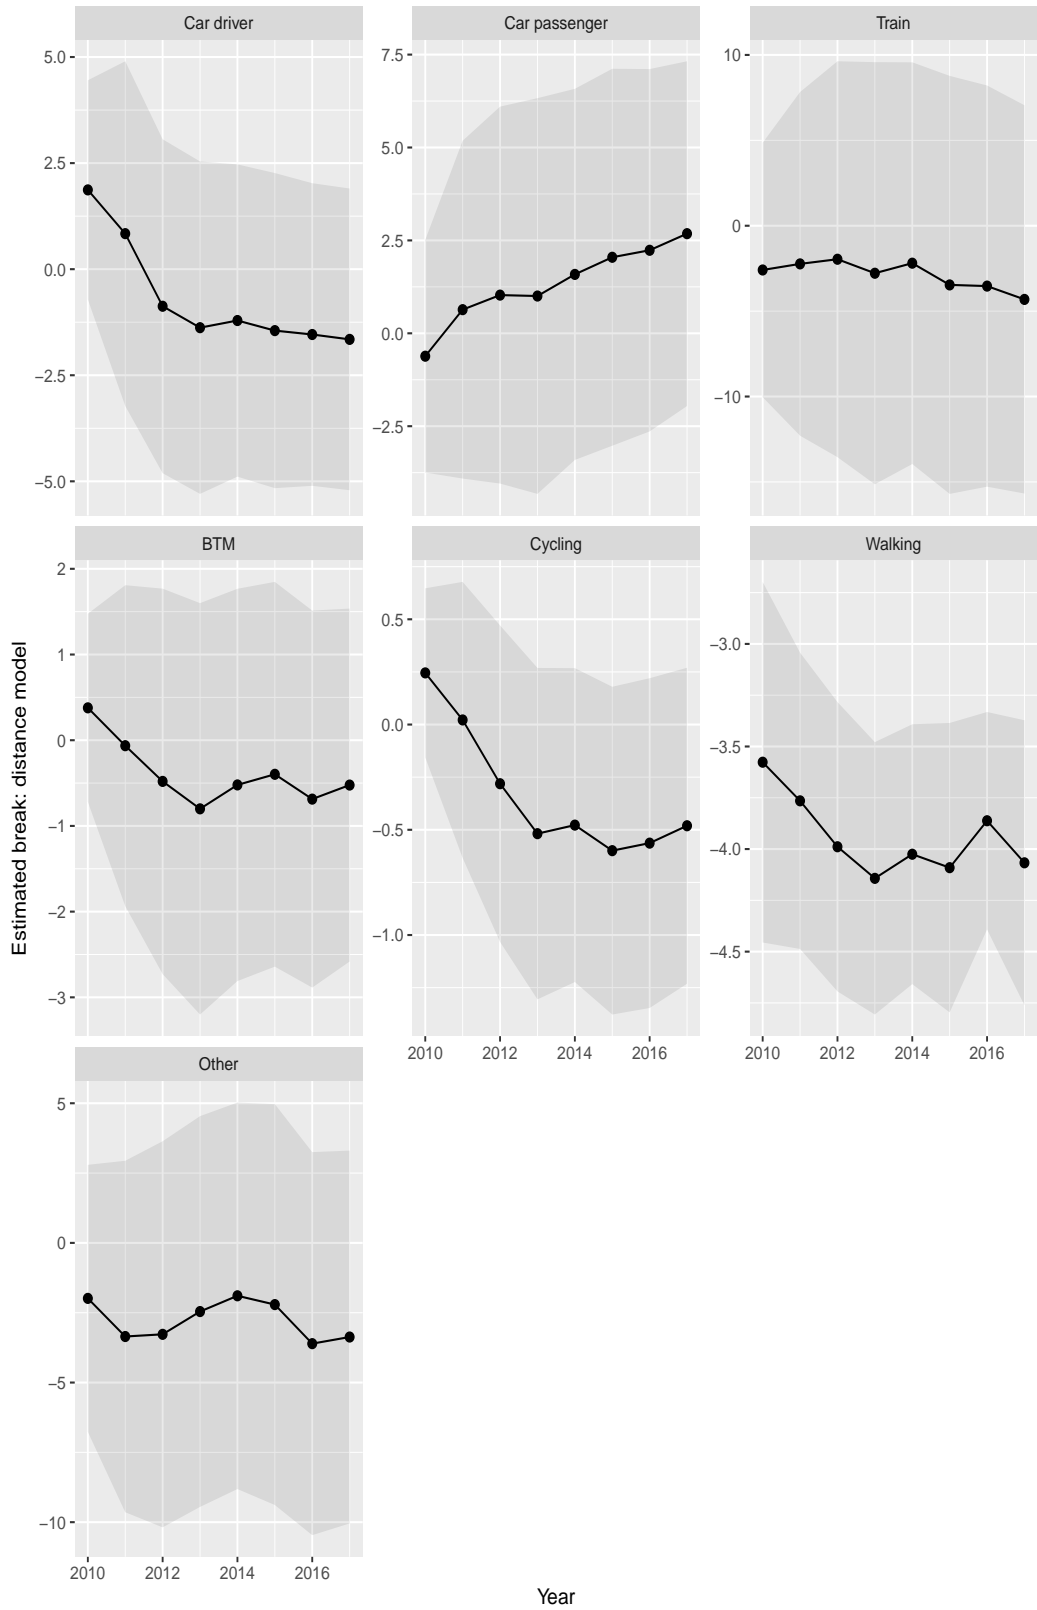 Car driver
Car passenger
Train
5.0
2.5
0.0
−2.5
−5.0
7.5
5.0
2.5
0.0
−2.5
10
0
−10
BTM
Cycling
Walking
2
1
0
−1
−2
−3
0.5
0.0
−0.5
−1.0
−3.0
−3.5
−4.0
−4.5
2010 2012 2014 2016
2010 2012 2014 2016
Other
5
0
−5
−10
2010 2012 2014 2016
Estimated break: distance model
Year